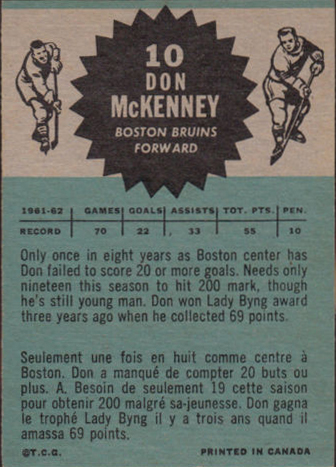 10
DON
McKENNEY
BOSTON BRUINS
FORWARD
1961-62 GAMES GOALS ASSISTS TOT. PTS. PEN.
RECORD 70 22 33 55 10
Only once in eight years as Boston center has
Don failed to score 20 or more goals. Needs only
nineteen this season to hit 200 mark, though
he's still young man. Don won Lady Byng award
three years ago when he collected 69 points.
Seulement une fois en huit comme centre à
Boston. Don a manqué de compter 20 buts ou
plus. A. Besoin de seulement 19 cette saison
pour obtenir 200 malgré sa-jeunesse. Don gagna
le trophé Lady Byng il y a trois ans quand il
amassa 69 points.
©T.C.G. PRINTED IN CANADA